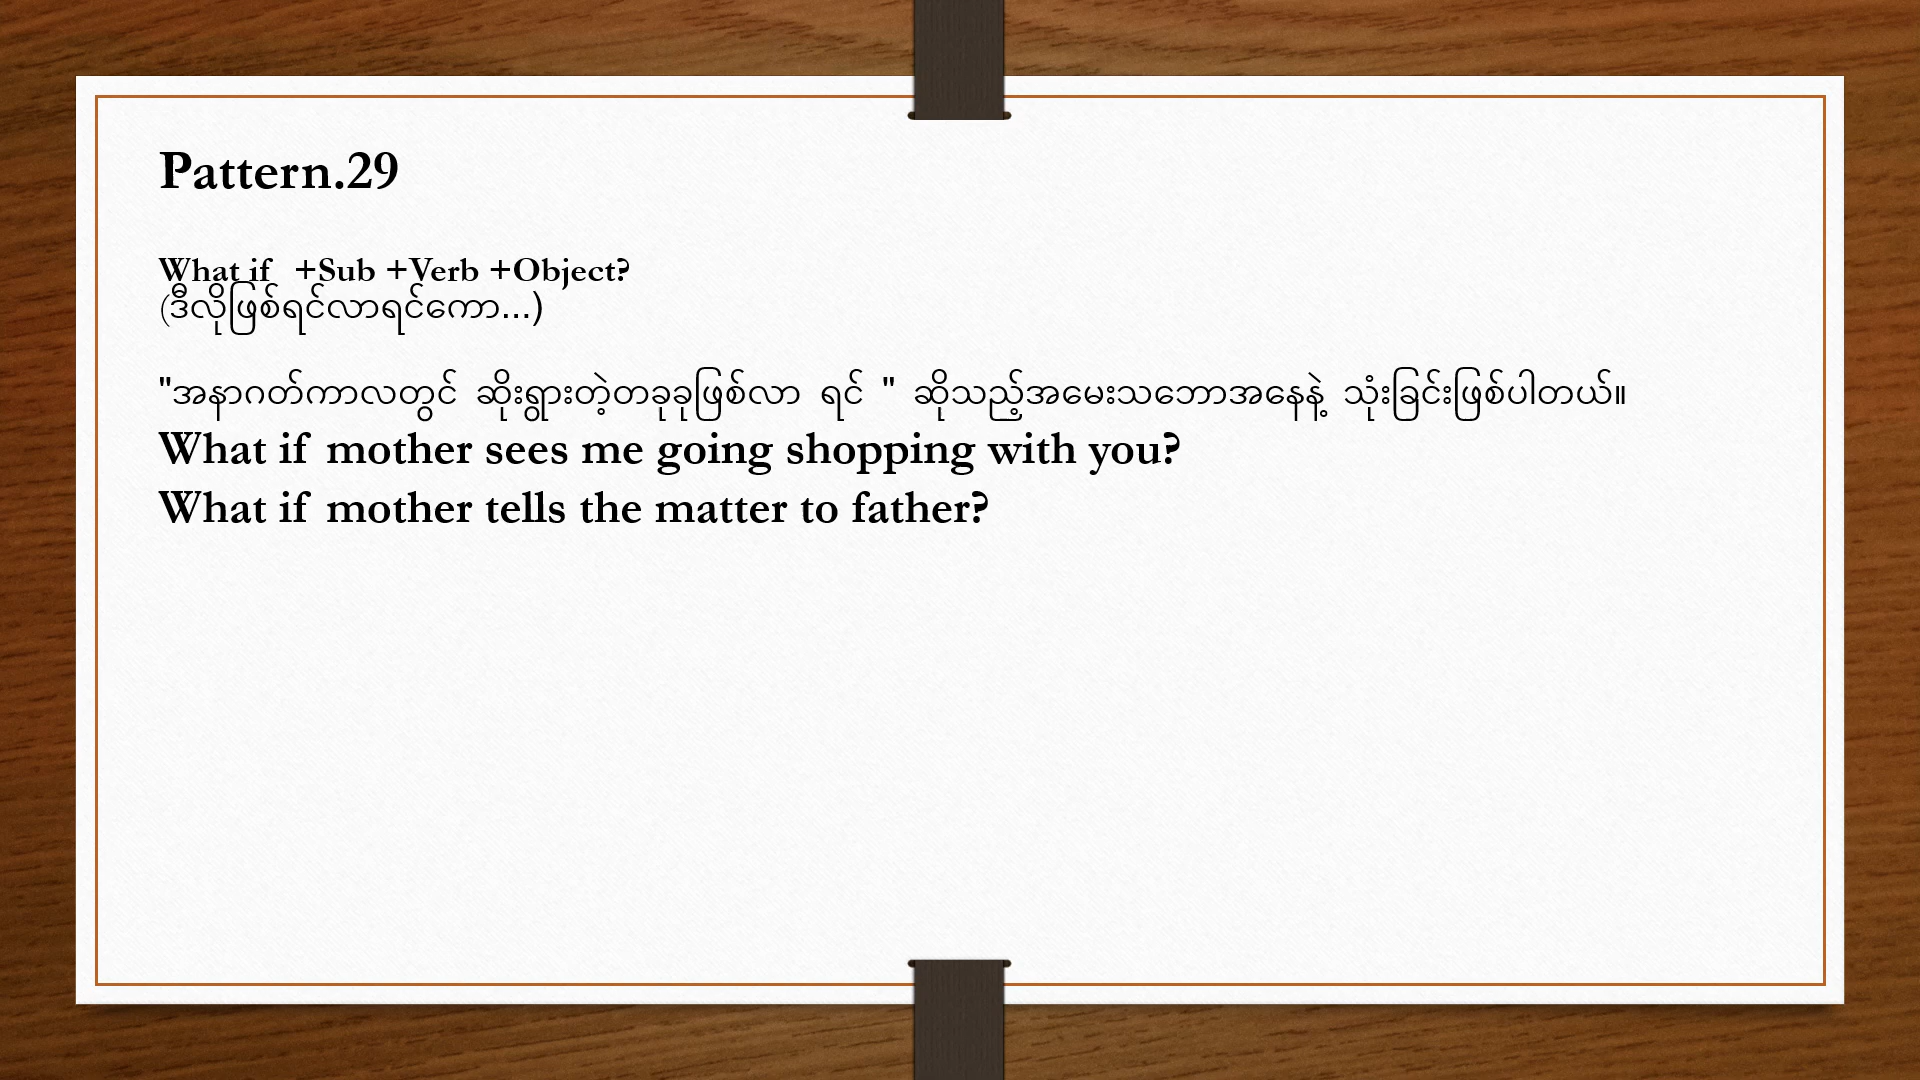 Pattern.29
What if +Sub +Verb +Object?
(ဒီလိုဖြစ်ရင်လာရင်ကော...)
"အနာဂတ်ကာလတွင် ဆိုးရွားတဲ့တခုခုဖြစ်လာ ရင် " ဆိုသည့်အမေးသဘောအနေနဲ့ သုံးခြင်းဖြစ်ပါတယ်။
What if mother sees me going shopping with you?
What if mother tells the matter to father?